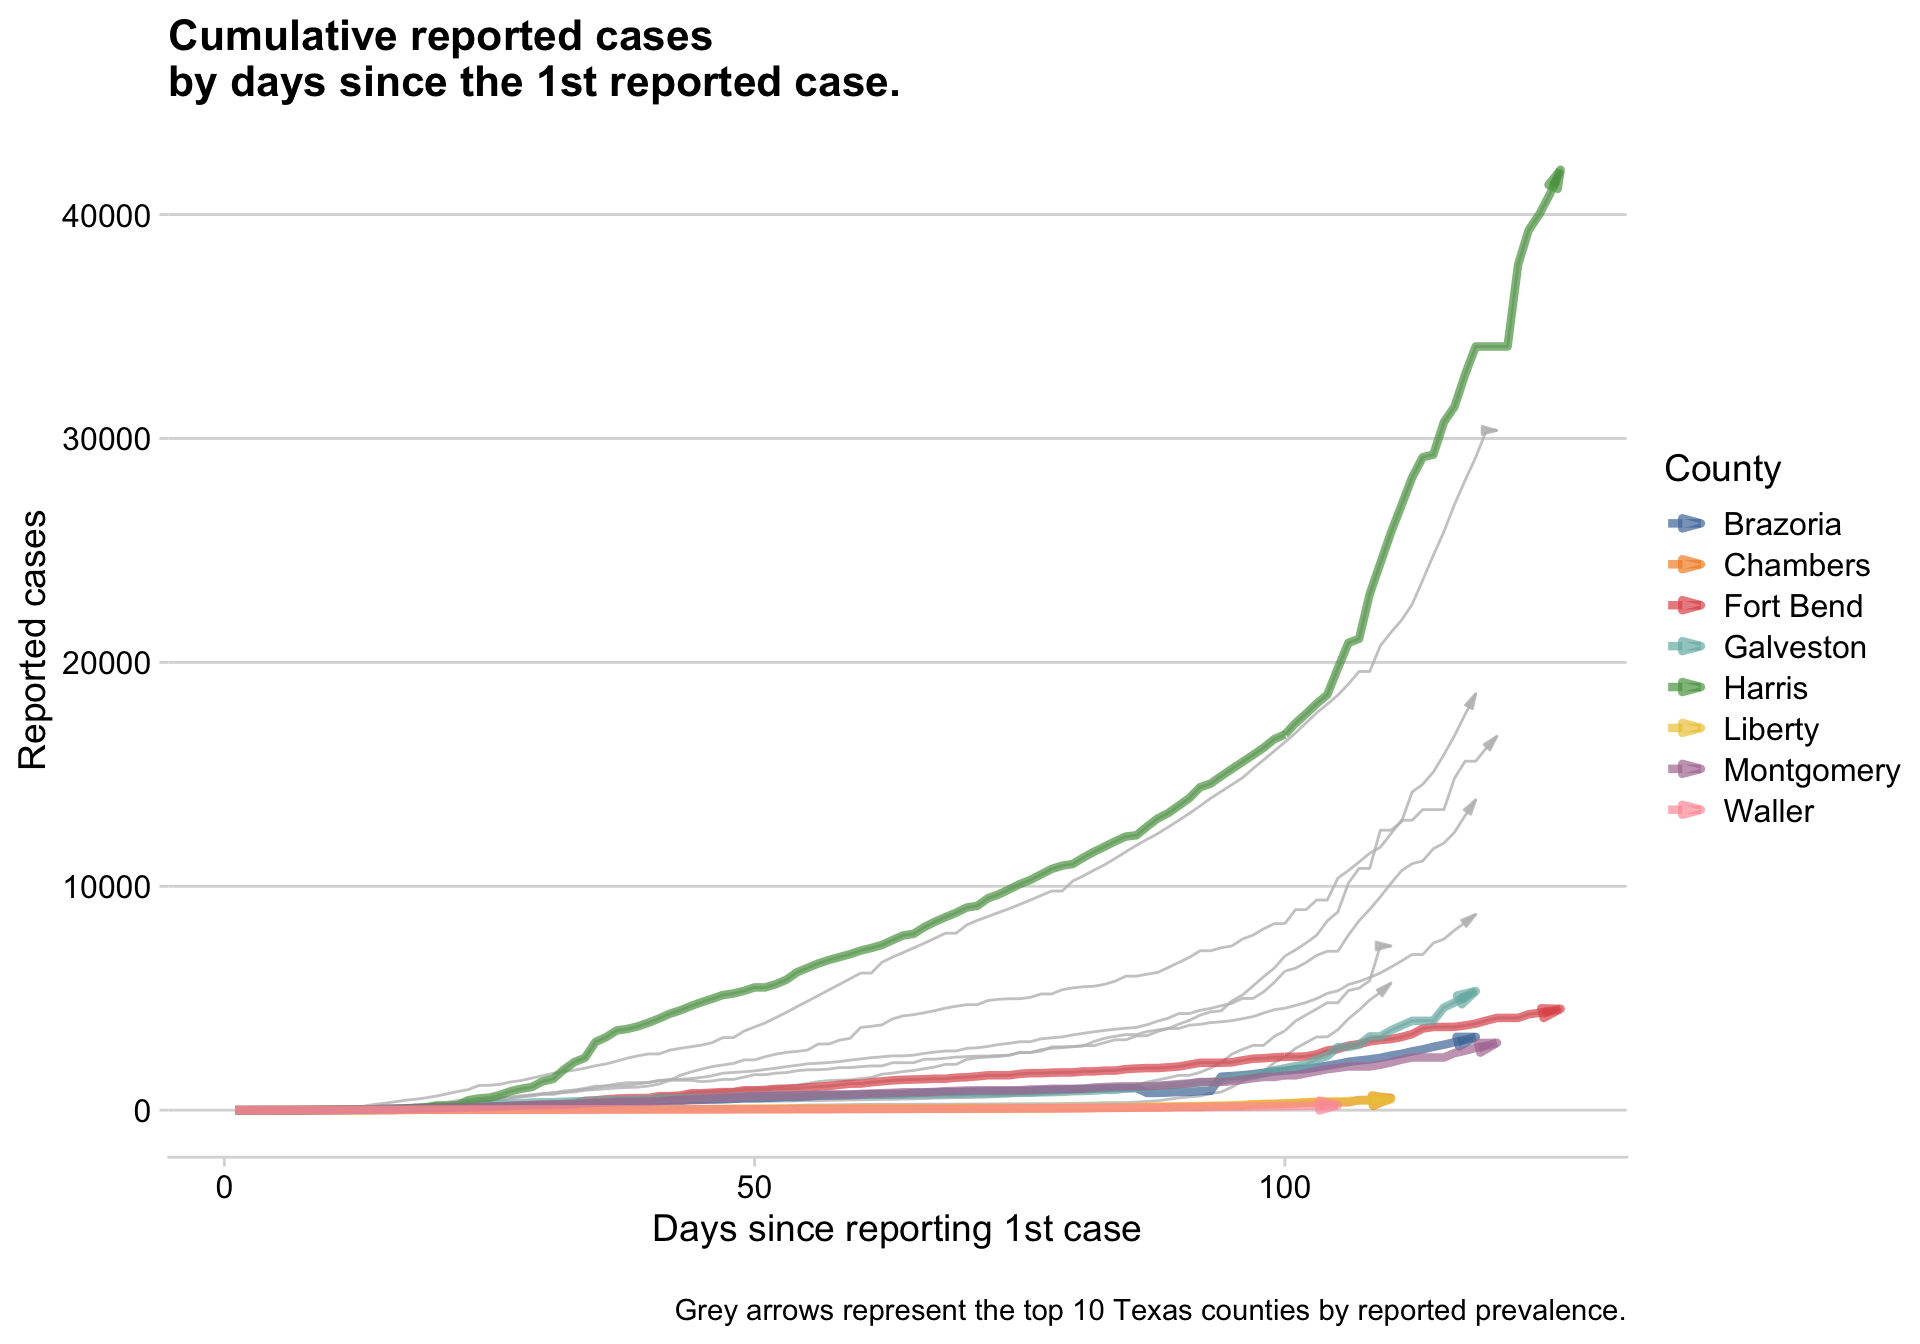 Cumulative reported cases
by days since the 1st reported case.
40000
30000
20000
10000
0
Reported cases
0
50
100
Days since reporting 1st case
County
Brazoria
Chambers
Fort Bend
Galveston
Harris
Liberty
Montgomery
Waller
Grey arrows represent the top 10 Texas counties by reported prevalence.